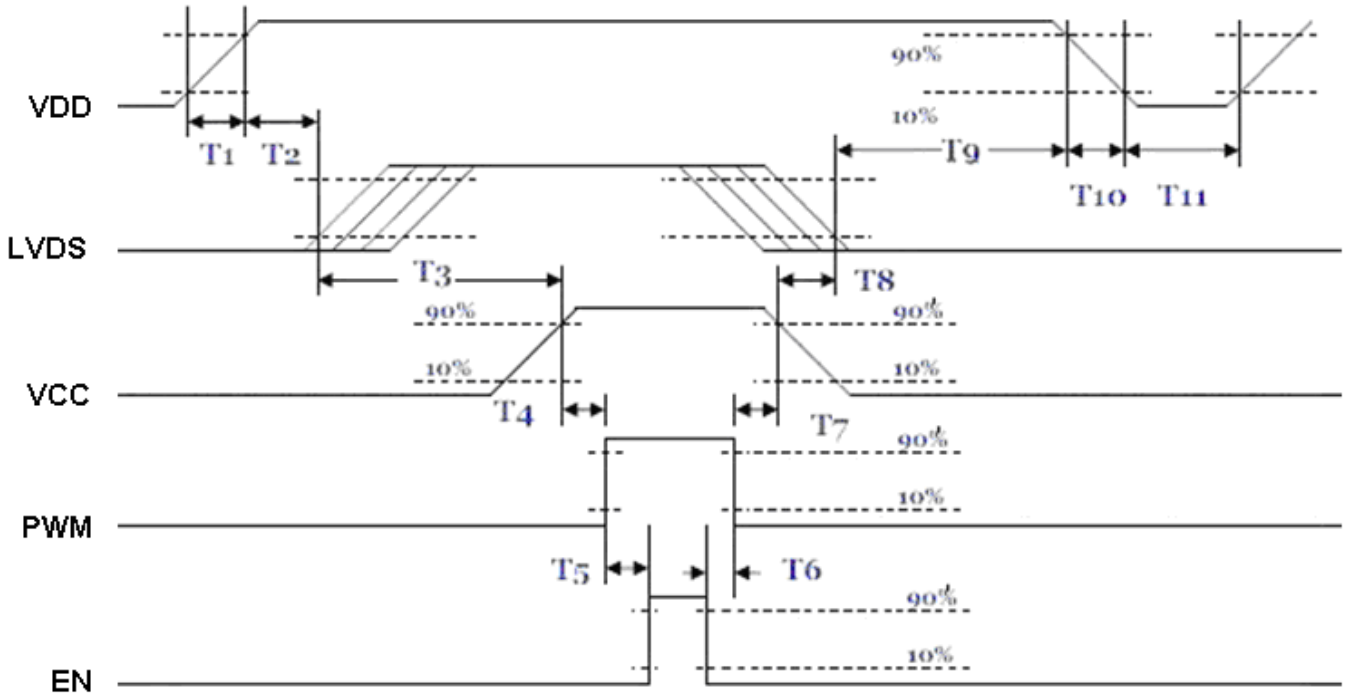 90%
VDD
10%
T1 T2
T9
T10 T11
LVDS
T3
T8
90%
90%
10%
10%
VCC
T4
T7
90%
10%
PWM
T5
T6
90%
10%
EN